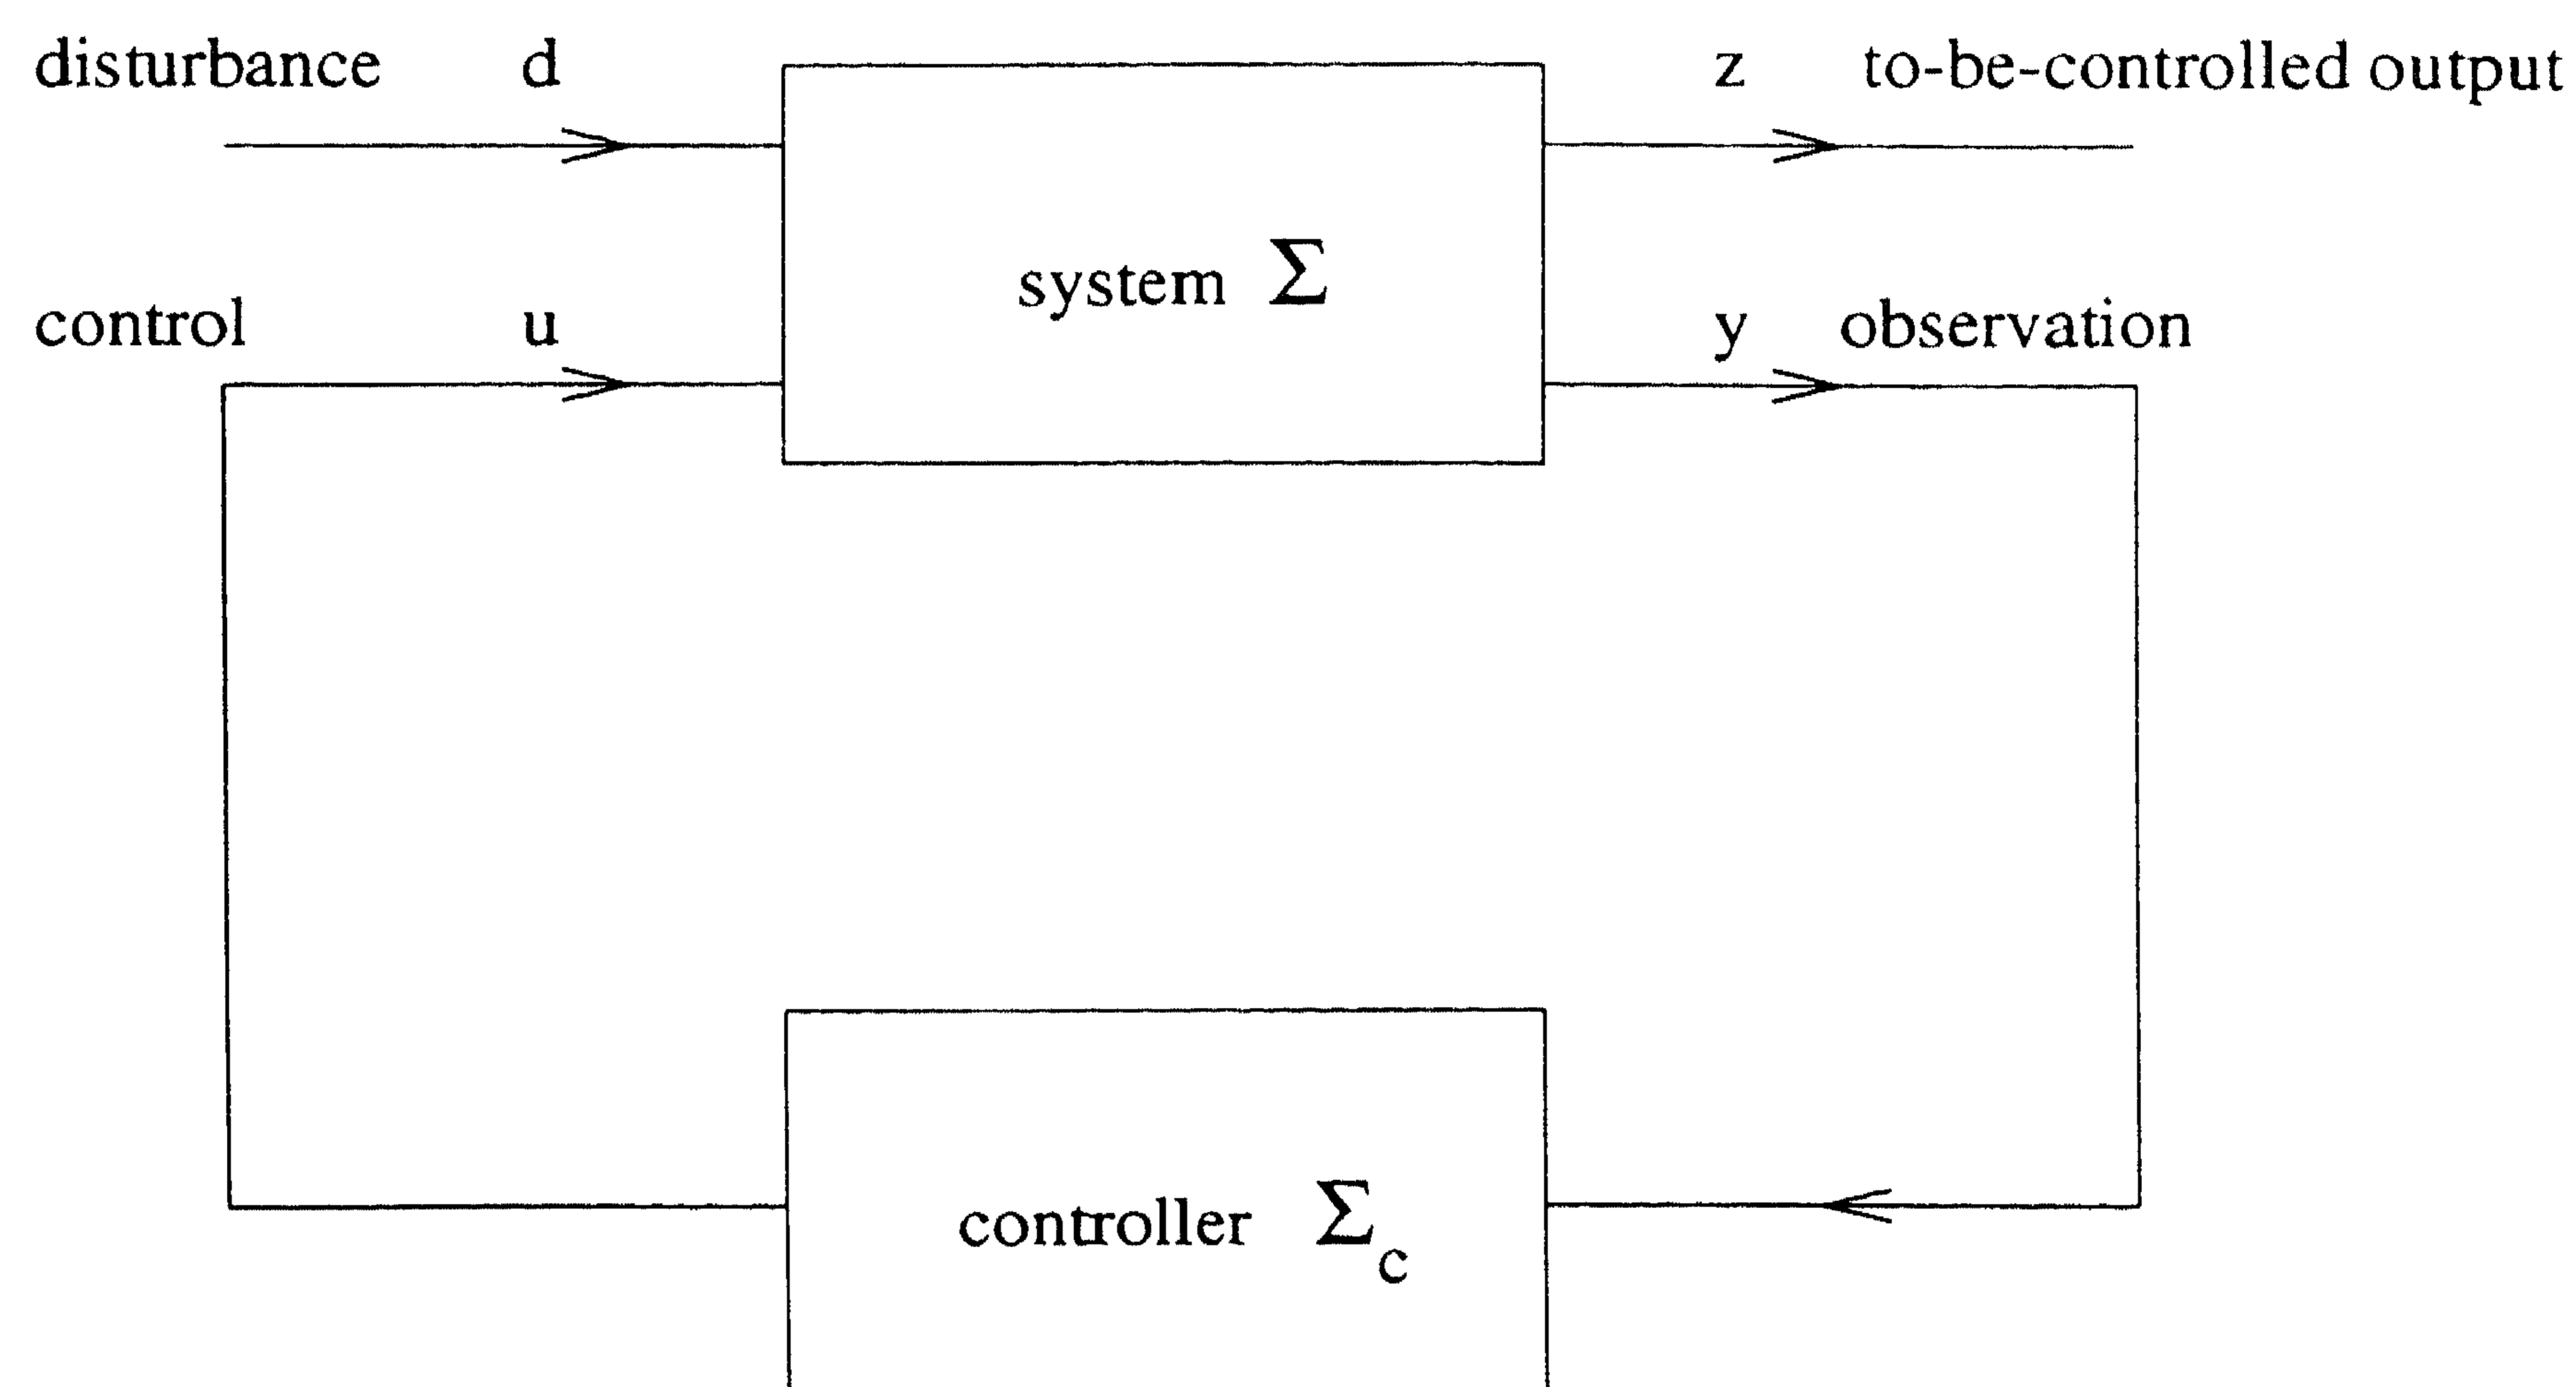 disturbance d
z to-be-controlled output
system Σ
control u
y observation
controller Σc